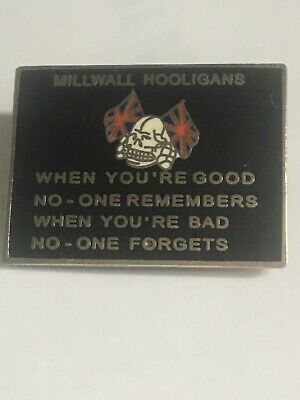 MILLWALL HOOLIGANS
WHEN YOU'RE GOOD
NO-ONE REMEMBERS
WHEN YOU'RE BAD
NO-ONE FORGETS